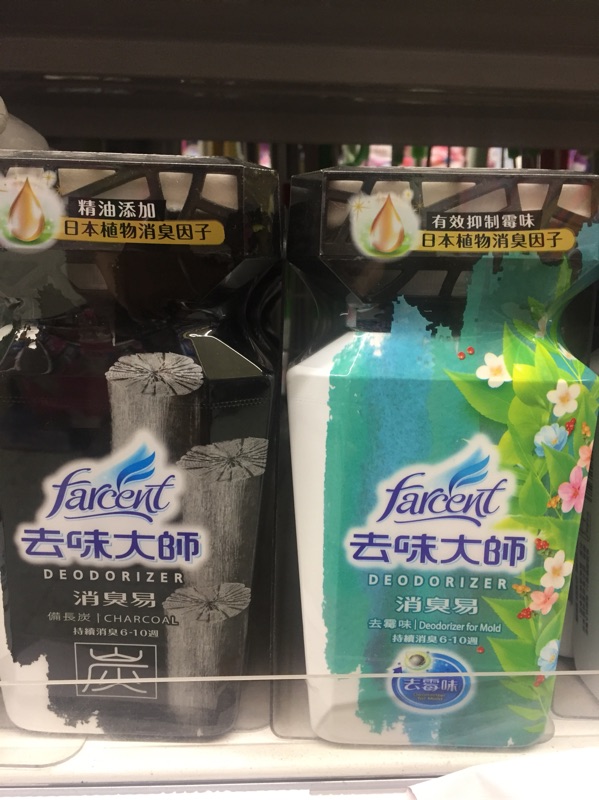 精油添加
日本植物消臭因子
farcent
去味大師
DEODORIZER
消臭易
備長炭 | CHARCOAL
持續消臭6-10週
炭
有效抑制霉味
日本植物消臭因子
farcent
去味大師
DEODORIZER
消臭易
去霉味 | Deodorizer for Mold
持續消臭6-10週
去霉味